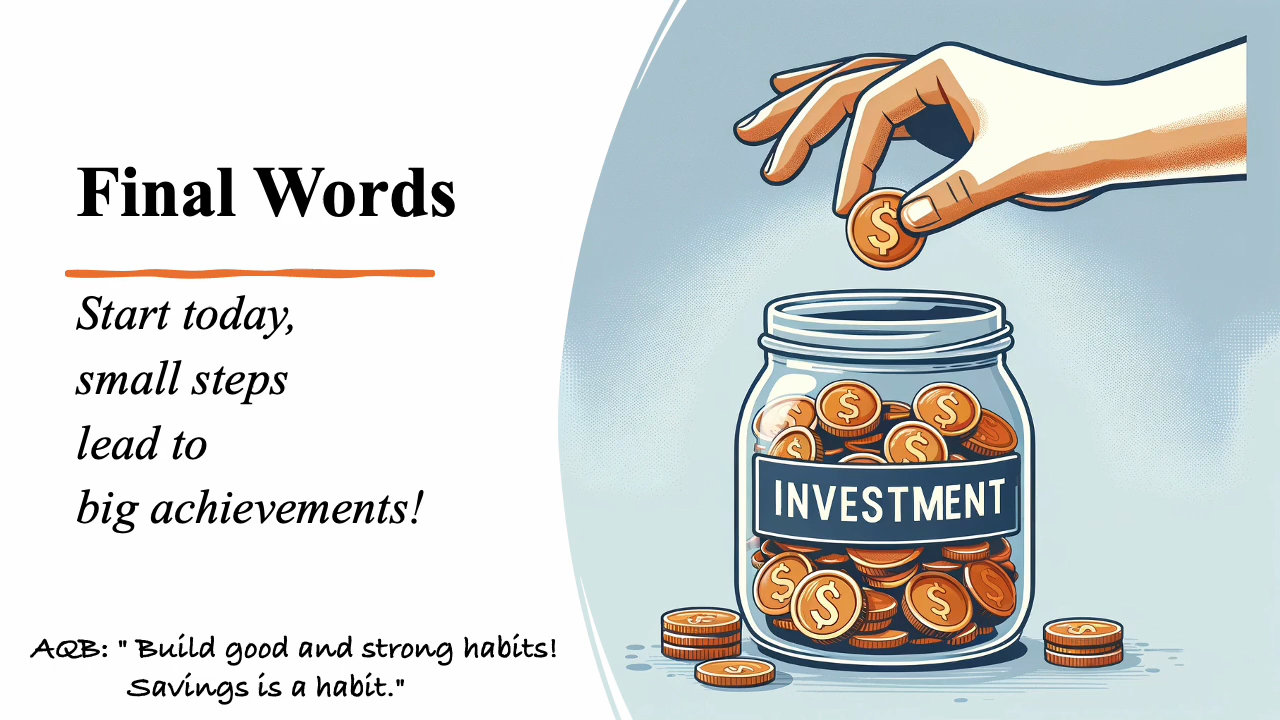 Final Words
Start today,
small steps
lead to
big achievements!
AQB: " Build good and strong habits!
Savings is a habit."
INVESTMENT